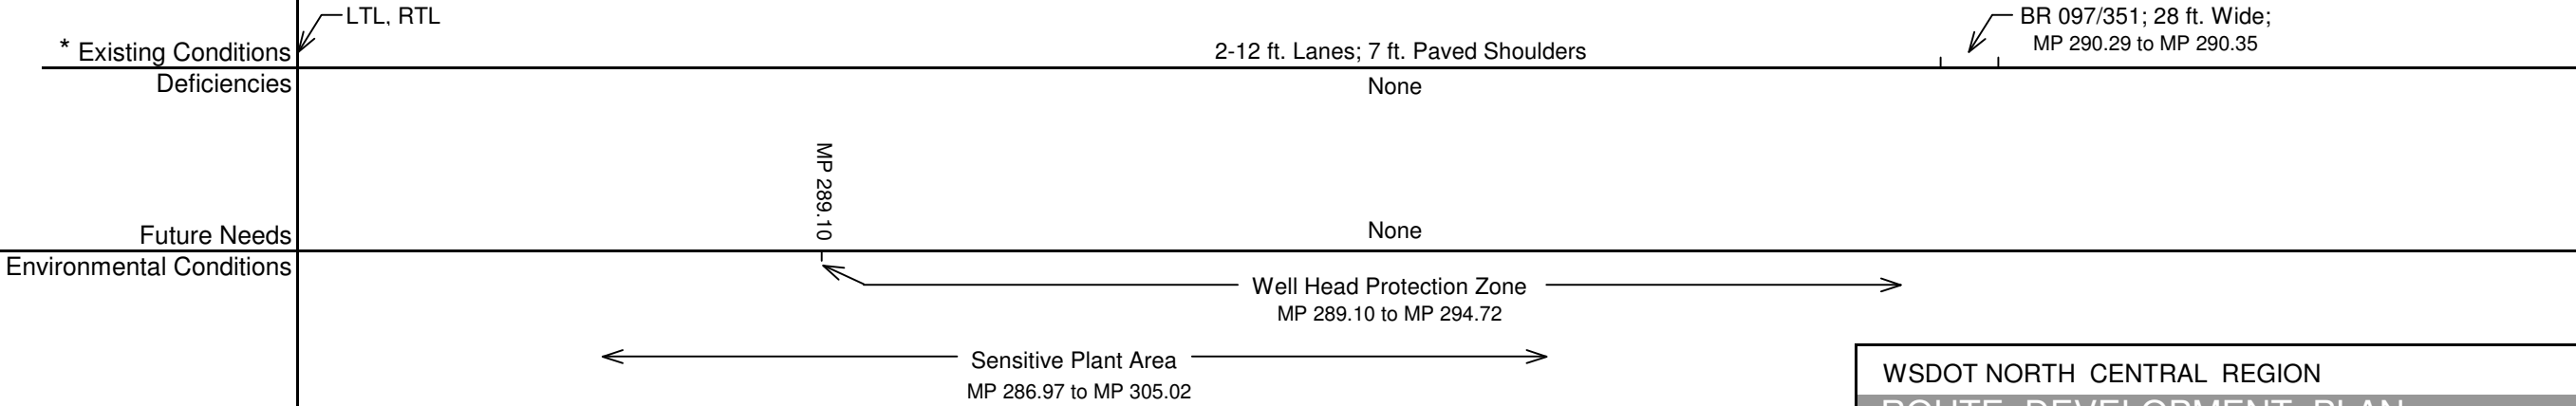 LTL, RTL
BR 097/351; 28 ft. Wide;
MP 290.29 to MP 290.35
* Existing Conditions
2-12 ft. Lanes; 7 ft. Paved Shoulders
Deficiencies
None
MP 289.10
Future Needs
None
Environmental Conditions
Well Head Protection Zone
MP 289.10 to MP 294.72
Sensitive Plant Area
MP 286.97 to MP 305.02
WSDOT NORTH CENTRAL REGION
ROUTE DEVELOPMENT PLAN